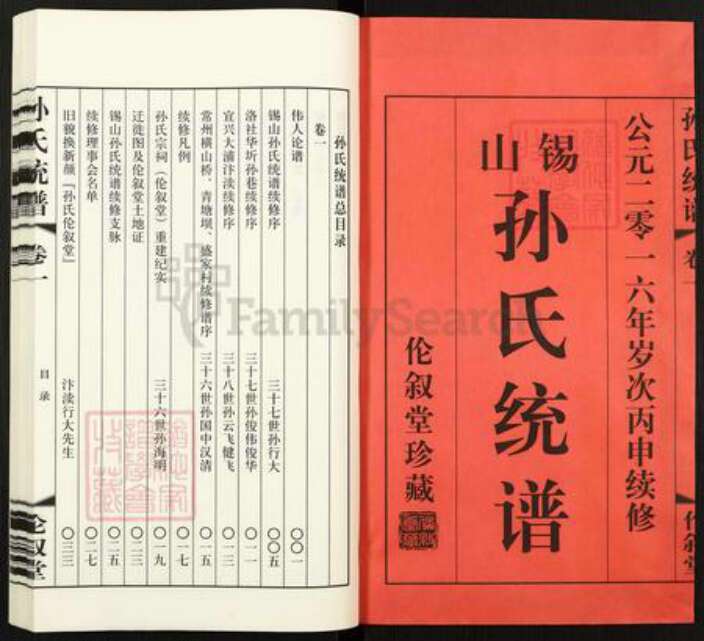 公元二零一六年岁次丙申续修
锡山
孙氏统谱
伦叙堂珍藏
孙氏统谱
卷一
伦叙堂
孙氏统谱总目录
卷一
伟人论谱 〇〇一
锡山孙氏统谱续修序 三十七世孙行大 〇〇五
洛社华圻孙巷续修序 三十七世孙俊伟俊华 〇一一
宜兴大浦汴渎续修序 三十八世孙云飞健飞 〇一三
常州横山桥、青塘坝、盛家村续修谱序 三十六世孙国中汉清 〇一五
续修凡例 〇一七
孙氏宗祠（伦叙堂）重建纪实 三十六世孙海明 〇一九
迁徙图及伦叙堂土地证 〇二三
锡山孙氏统谱续修支脉 〇二五
续修理事会名单 〇二七
旧貌换新颜『孙氏伦叙堂』 汴渎行大先生 〇三三
孙氏统谱
卷一
目录
伦叙堂
FamilySearch